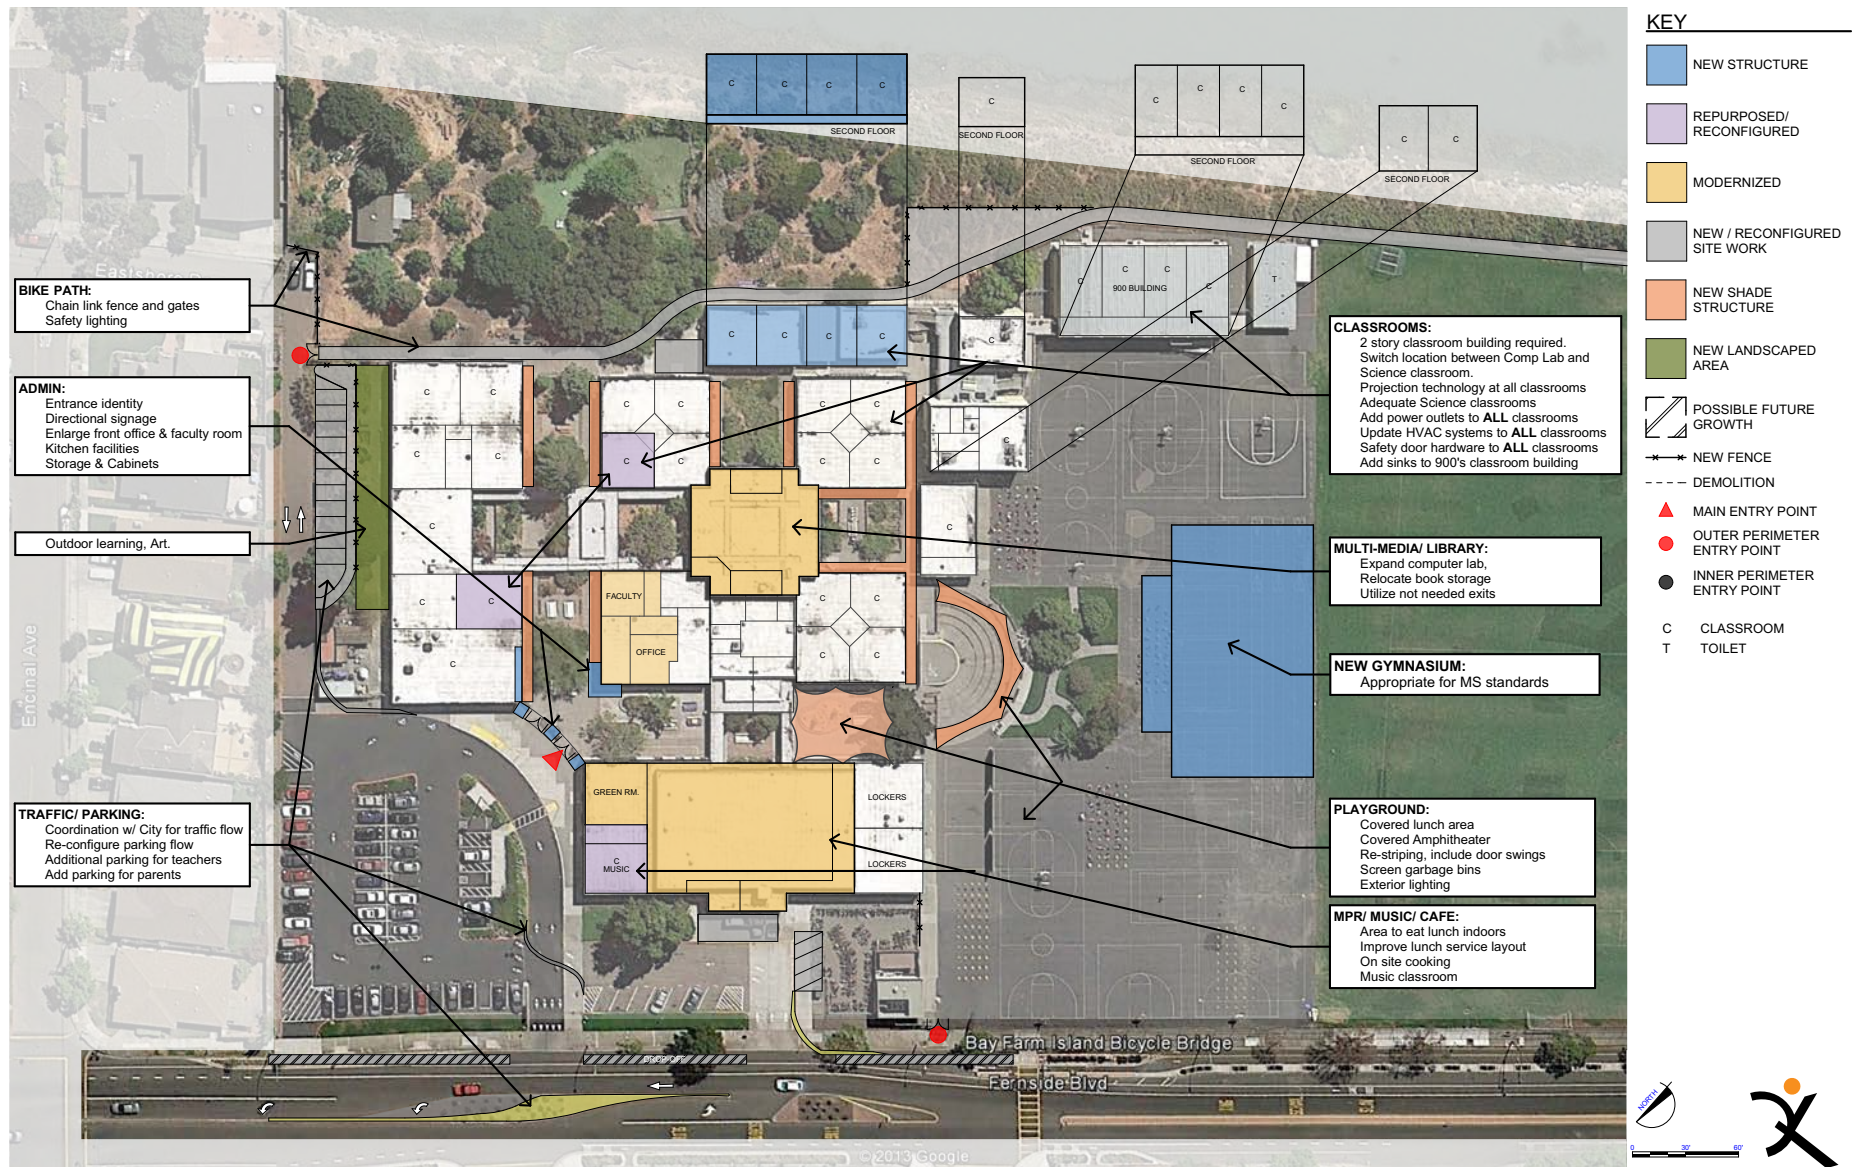 KEY
NEW STRUCTURE
REPURPOSED/
RECONFIGURED
MODERNIZED
NEW / RECONFIGURED
SITE WORK
NEW SHADE
STRUCTURE
NEW LANDSCAPED
AREA
POSSIBLE FUTURE
GROWTH
NEW FENCE
DEMOLITION
MAIN ENTRY POINT
OUTER PERIMETER
ENTRY POINT
INNER PERIMETER
ENTRY POINT
C CLASSROOM
T TOILET
C C C C
SECOND FLOOR
C
SECOND FLOOR
C C C C
SECOND FLOOR
C C
SECOND FLOOR
BIKE PATH:
Chain link fence and gates
Safety lighting
ADMIN:
Entrance identity
Directional signage
Enlarge front office & faculty room
Kitchen facilities
Storage & Cabinets
Outdoor learning, Art.
TRAFFIC/ PARKING:
Coordination w/ City for traffic flow
Re-configure parking flow
Additional parking for teachers
Add parking for parents
CLASSROOMS:
2 story classroom building required.
Switch location between Comp Lab and
Science classroom.
Projection technology at all classrooms
Adequate Science classrooms
Add power outlets to ALL classrooms
Update HVAC systems to ALL classrooms
Safety door hardware to ALL classrooms
Add sinks to 900's classroom building
MULTI-MEDIA/ LIBRARY:
Expand computer lab,
Relocate book storage
Utilize not needed exits
NEW GYMNASIUM:
Appropriate for MS standards
PLAYGROUND:
Covered lunch area
Covered Amphitheater
Re-striping, include door swings
Screen garbage bins
Exterior lighting
MPR/ MUSIC/ CAFE:
Area to eat lunch indoors
Improve lunch service layout
On site cooking
Music classroom
C C C C
900 BUILDING
T
C C C C
C
C C
C C
C C
C C
C C
C C
C
C
C
C C
C
FACULTY
OFFICE
C C
C C
GREEN RM.
C
MUSIC
LOCKERS
LOCKERS
Eastshore
Encinal Ave
DROP-OFF
Bay Farm Island Bicycle Bridge
Fernside Blvd
© 2013 Google
NORTH
0 30' 60'